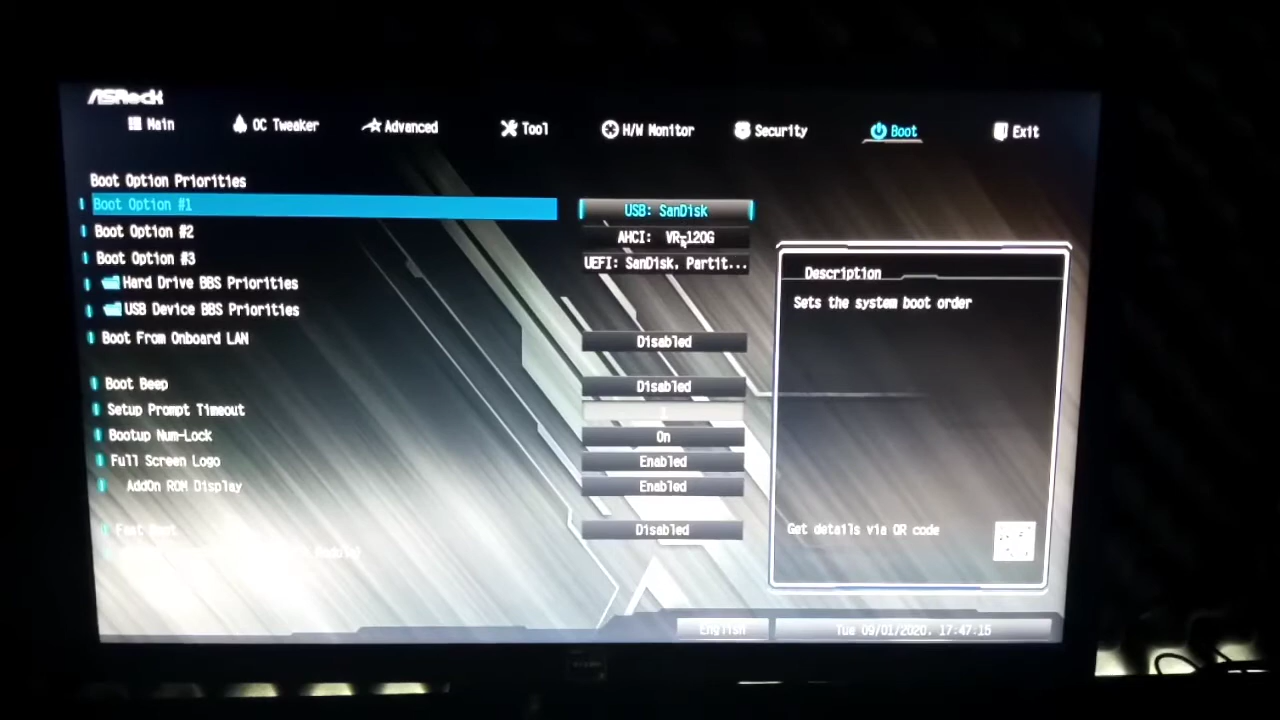 ASRock
Main OC Tweaker Advanced Tool H/W Monitor Security Boot Exit
Boot Option Priorities
Boot Option #1 USB: SanDisk
Boot Option #2 AHCI: VR-120G
Boot Option #3 UEFI: SanDisk, Partit...
Hard Drive BBS Priorities
USB Device BBS Priorities
Boot From Onboard LAN Disabled
Boot Beep Disabled
Setup Prompt Timeout 1
Bootup Num-Lock On
Full Screen Logo Enabled
AddOn ROM Display Enabled
Fast Boot Disabled
Description
Sets the system boot order
Get details via QR code
English Tue 09/01/2020, 17:47:15